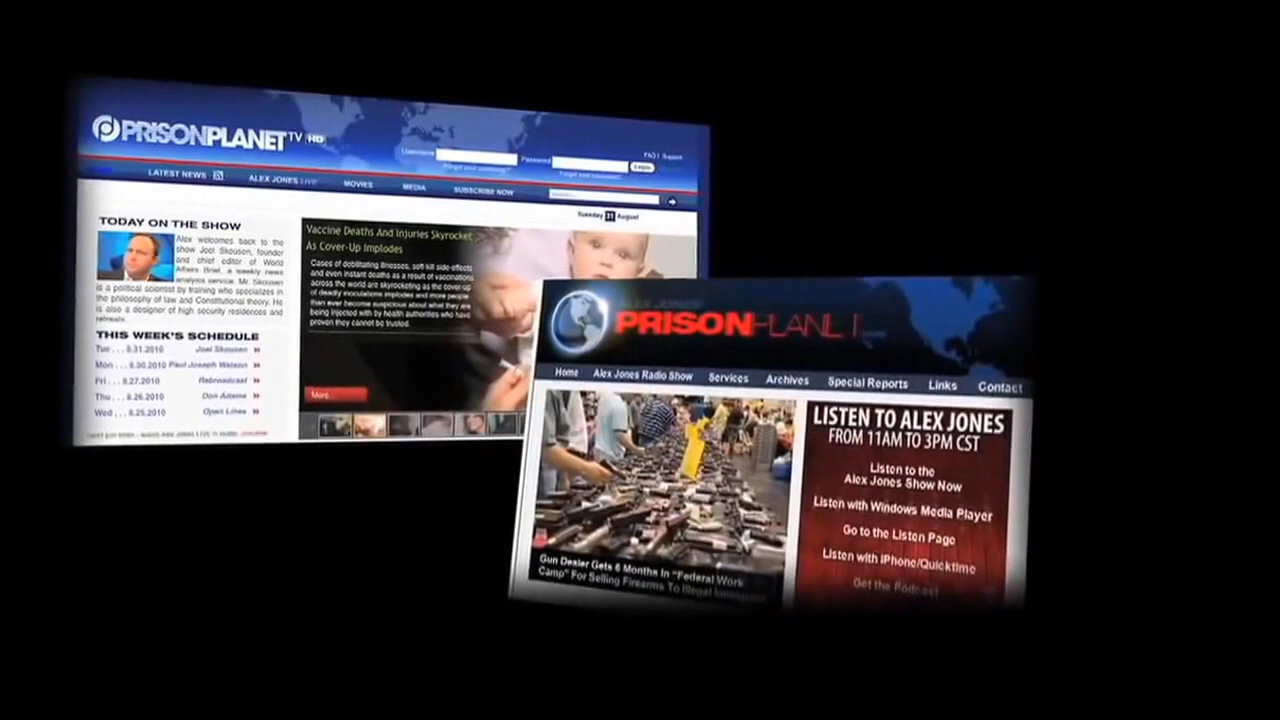 PRISONPLANET TV HD
Username
Password
Login
FAQ | Support
LATEST NEWS
ALEX JONES LIVE
MOVIES
MEDIA
SUBSCRIBE NOW
Tuesday 31 August
TODAY ON THE SHOW
Alex welcomes back to the
show Joel Skousen, founder
and chief editor of World
Affairs Brief, a weekly news
analysis service. Mr. Skousen
is a political scientist by training who specializes in
the philosophy of law and Constitutional theory. He
is also a designer of high security residences and
retreats.
THIS WEEK'S SCHEDULE
Tue . . . 8.31.2010 Joel Skousen
Mon . . . 8.30.2010 Paul Joseph Watson
Fri . . . 8.27.2010 Rebroadcast
Thu . . . 8.26.2010 Don Adams
Wed . . . 8.25.2010 Open Lines
Vaccine Deaths And Injuries Skyrocket
As Cover-Up Implodes
Cases of debilitating illnesses, soft kill side-effects
and even instant deaths as a result of vaccinations
across the world are skyrocketing as the cover-up
of deadly inoculations implodes and more people
than ever become suspicious about what they are
being injected with by health authorities who have
proven they cannot be trusted.
More...
ALEX JONES'
PRISONPLANET
Home
Alex Jones Radio Show
Services
Archives
Special Reports
Links
Contact
Gun Dealer Gets 6 Months In "Federal Work
Camp" For Selling Firearms To Illegal Immigrants
LISTEN TO ALEX JONES
FROM 11AM TO 3PM CST
Listen to the
Alex Jones Show Now
Listen with Windows Media Player
Go to the Listen Page
Listen with iPhone/Quicktime
Get the Podcast